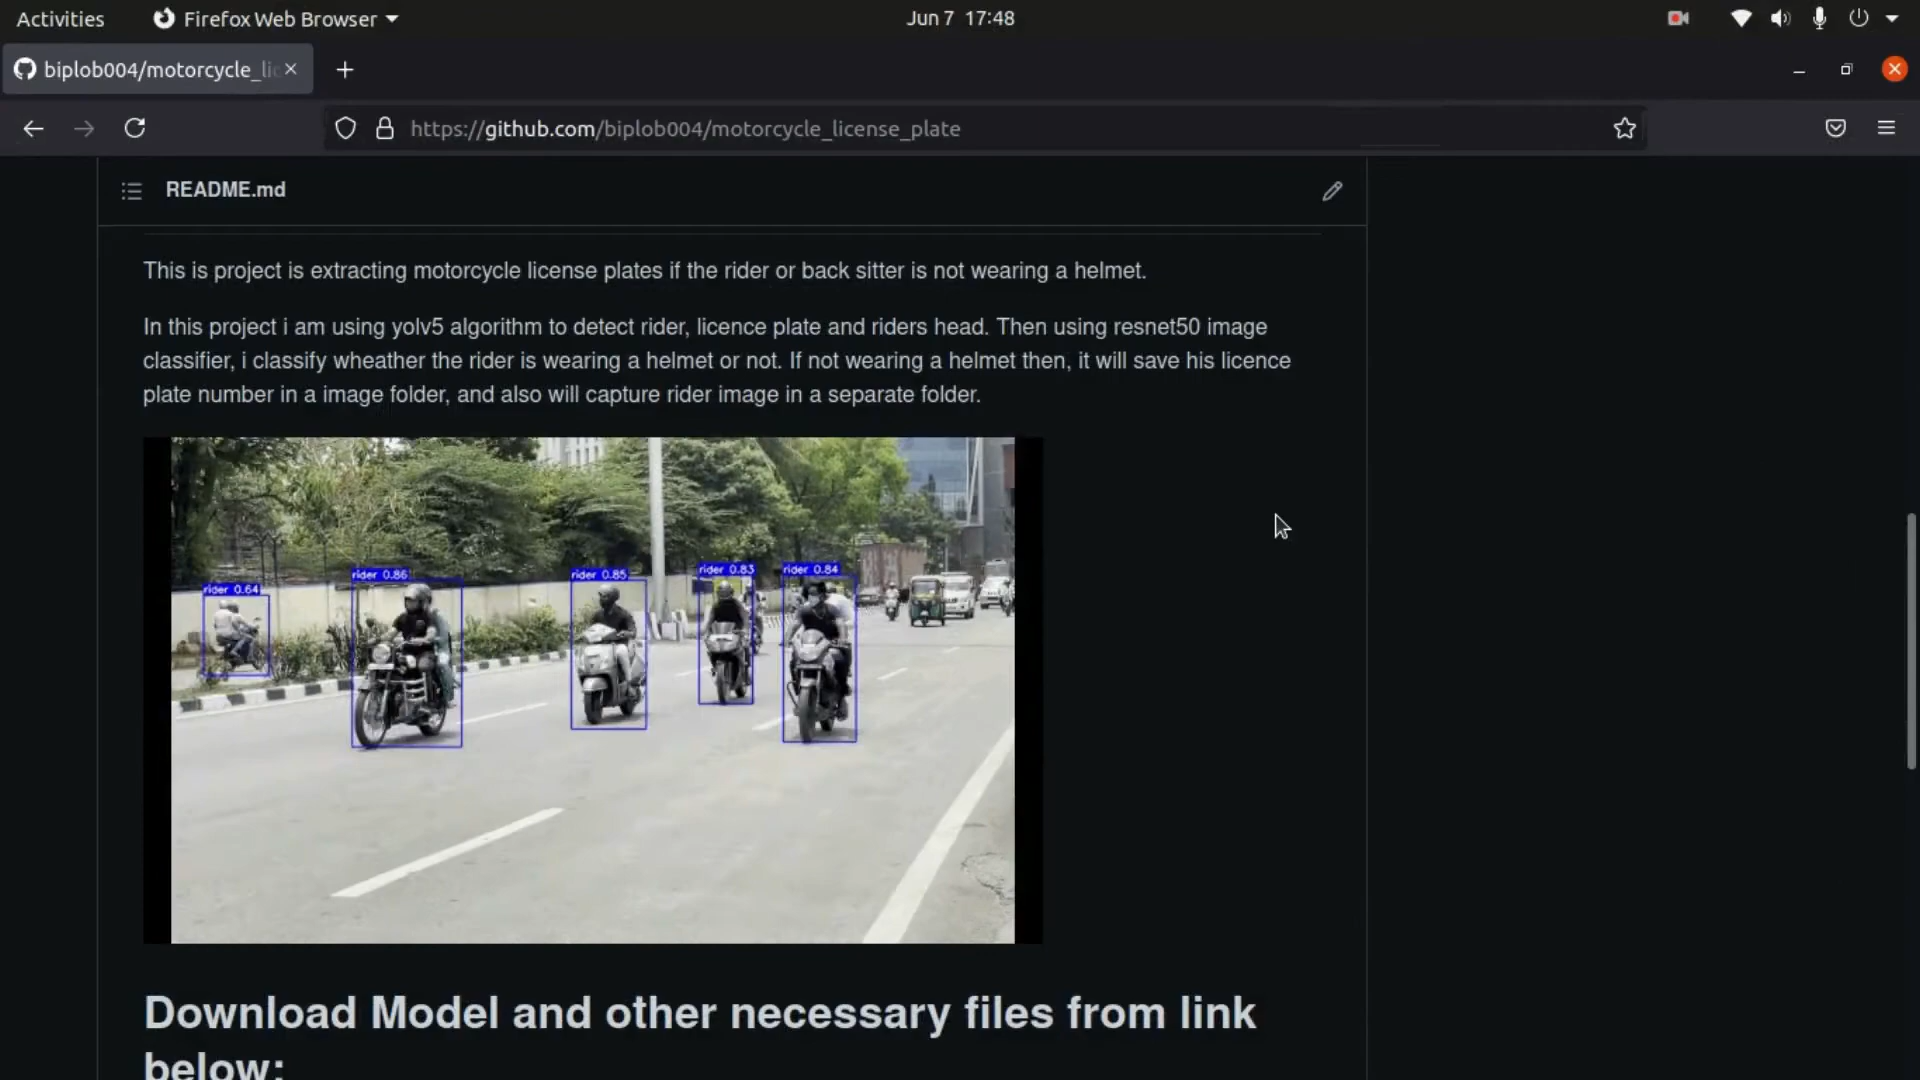 Activities
Firefox Web Browser
Jun 7 17:48
biplob004/motorcycle_lic
https://github.com/biplob004/motorcycle_license_plate
README.md
This is project is extracting motorcycle license plates if the rider or back sitter is not wearing a helmet.
In this project i am using yolv5 algorithm to detect rider, licence plate and riders head. Then using resnet50 image
classifier, i classify wheather the rider is wearing a helmet or not. If not wearing a helmet then, it will save his licence
plate number in a image folder, and also will capture rider image in a separate folder.
rider 0.64
rider 0.86
rider 0.85
rider 0.83
rider 0.84
Download Model and other necessary files from link
below: